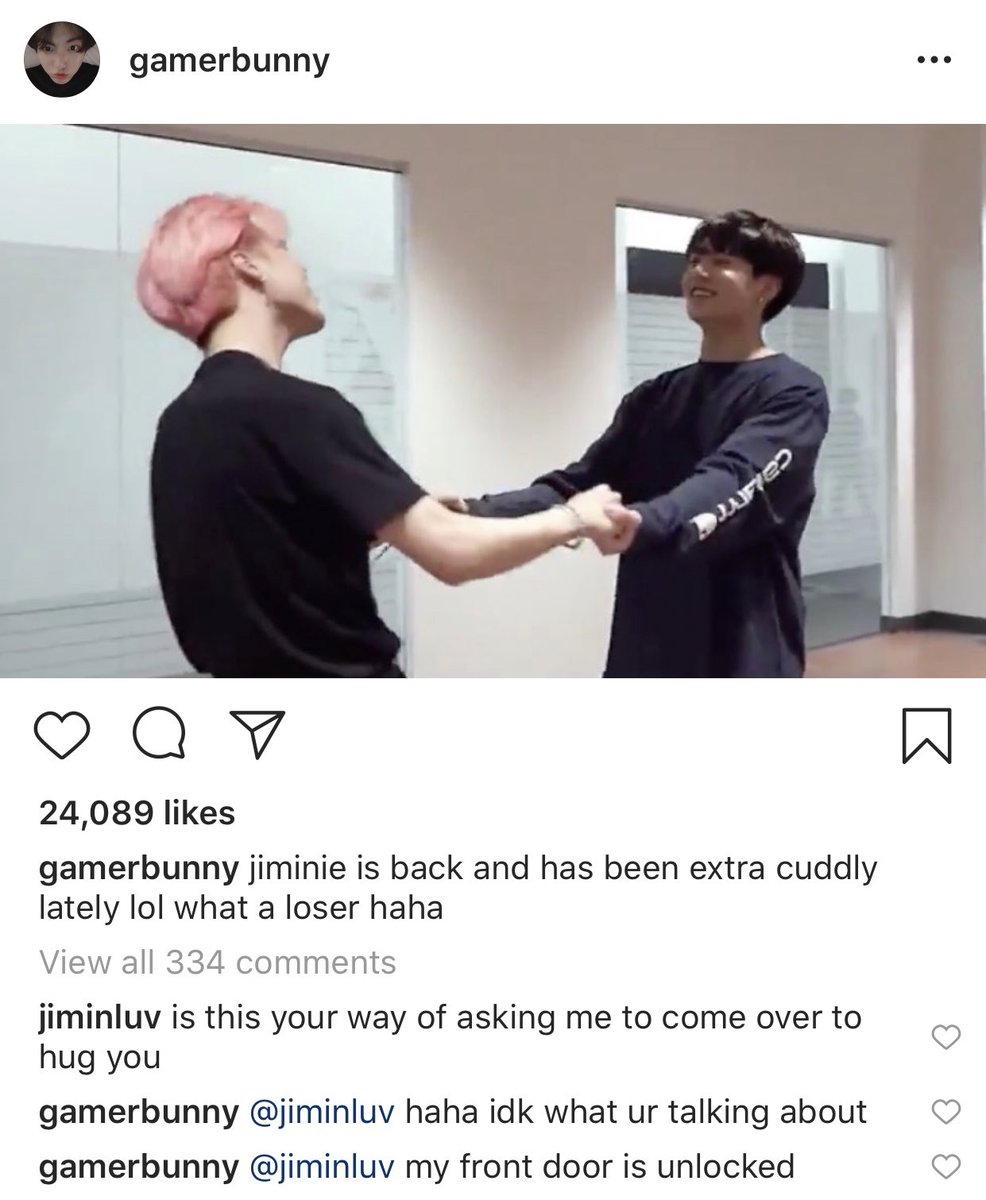 gamerbunny
24,089 likes
gamerbunny jiminie is back and has been extra cuddly
lately lol what a loser haha
View all 334 comments
jiminluv is this your way of asking me to come over to
hug you
gamerbunny @jiminluv haha idk what ur talking about
gamerbunny @jiminluv my front door is unlocked